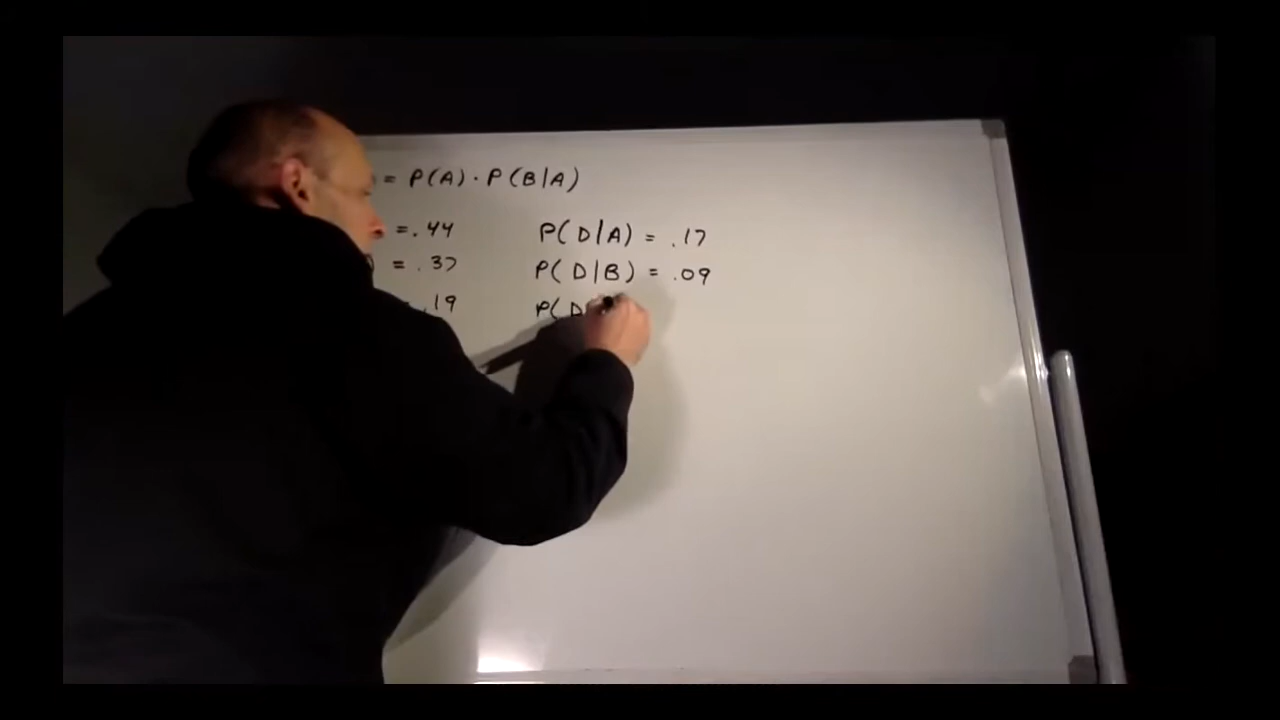 = P(A) · P(B|A)
= .44 P(D|A) = .17
) = .37 P(D|B) = .09
.19 P(D